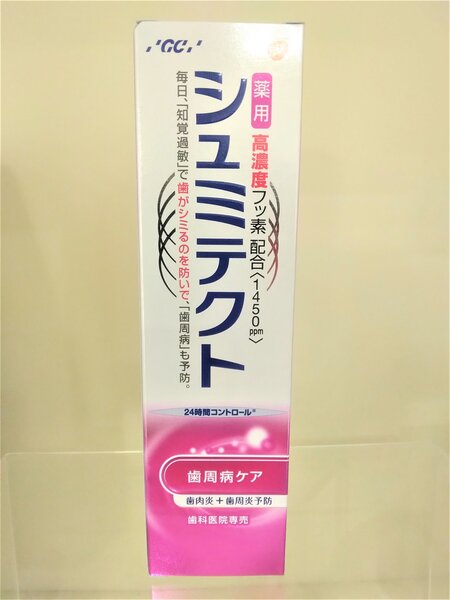 GC
薬用
高濃度フッ素配合〈1450ppm〉
シュミテクト
毎日、「知覚過敏」で歯がシミるのを防いで、「歯周病」も予防。
24時間コントロール※
歯周病ケア
歯肉炎+歯周炎予防
歯科医院専売